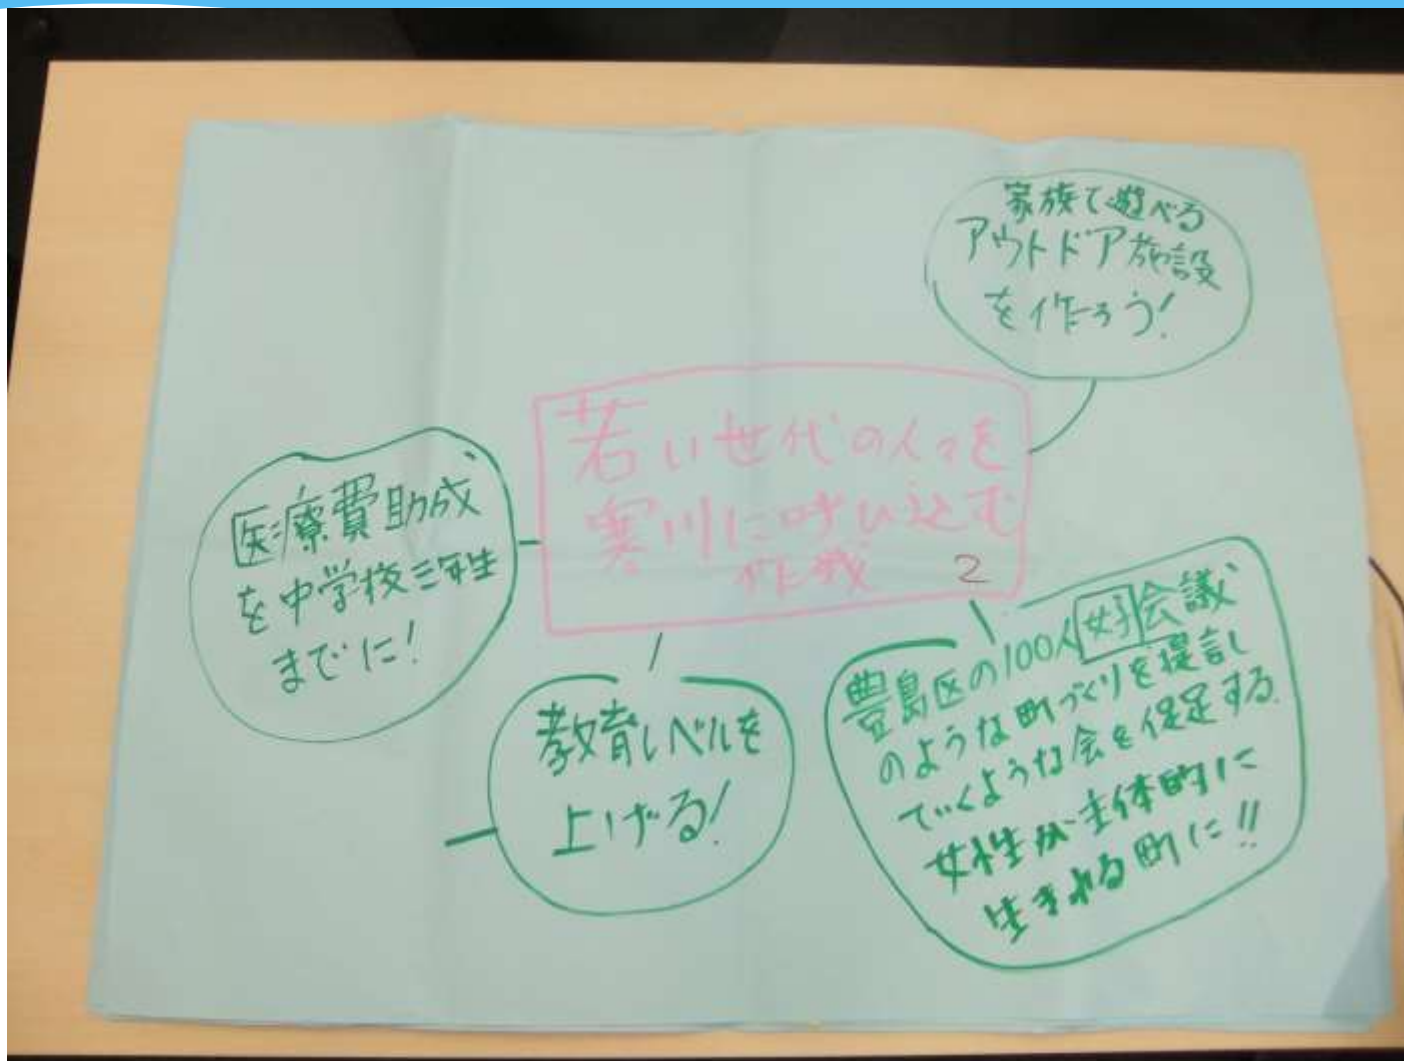 家族で遊べる
アウトドア施設
を作ろう!
若い世代の人々を
寒川に呼び込む
作戦 2
医療費助成
を中学校三年生
までに!
教育レベルを
上げる!
豊島区の100人女子会議
のような町づくりを提言し
ていくような会を促足する
女性が主体的に
生きれる町に!!